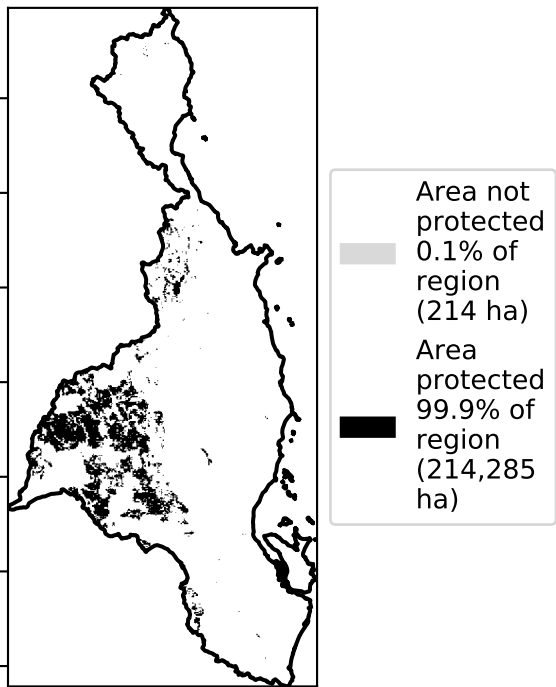 Area not
protected
0.1% of
region
(214 ha)
Area
protected
99.9% of
region
(214,285
ha)